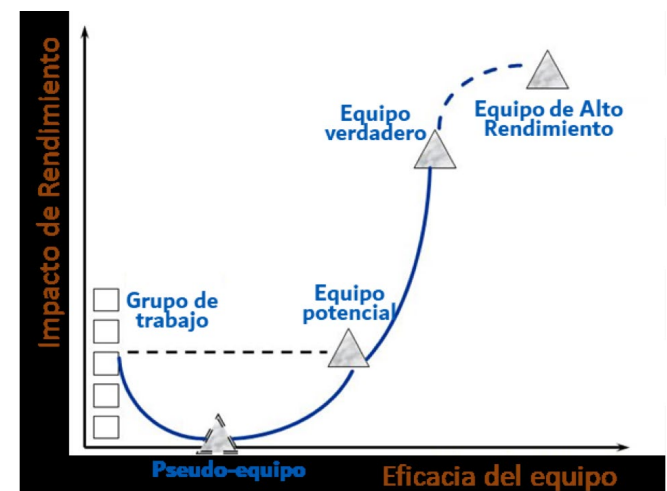 Impacto de Rendimiento
Equipo
verdadero
Equipo de Alto
Rendimiento
Grupo de
trabajo
Equipo
potencial
Pseudo-equipo
Eficacia del equipo